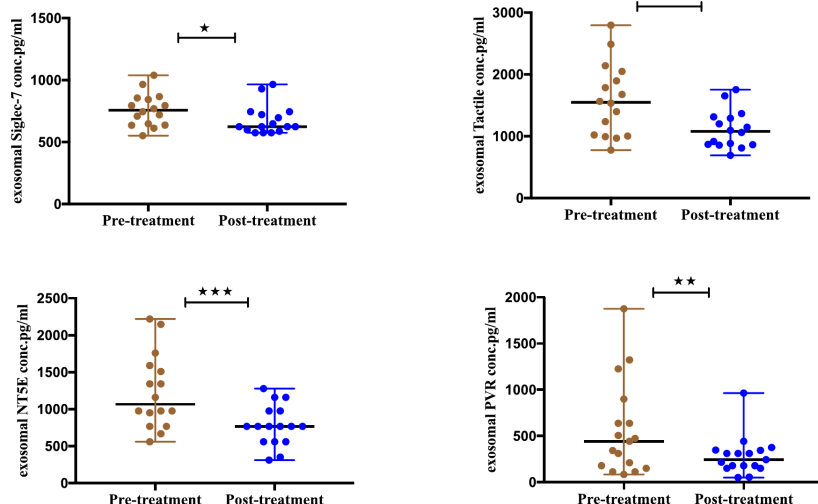 exosomal Siglec-7 conc.pg/ml
1500
1000
500
0
★
Pre-treatment
Post-treatment
exosomal Tactile conc.pg/ml
3000
2000
1000
0
Pre-treatment
Post-treatment
exosomal NT5E conc.pg/ml
2500
2000
1500
1000
500
0
★★★
Pre-treatment
Post-treatment
exosomal PVR conc.pg/ml
2000
1500
1000
500
0
★★
Pre-treatment
Post-treatment